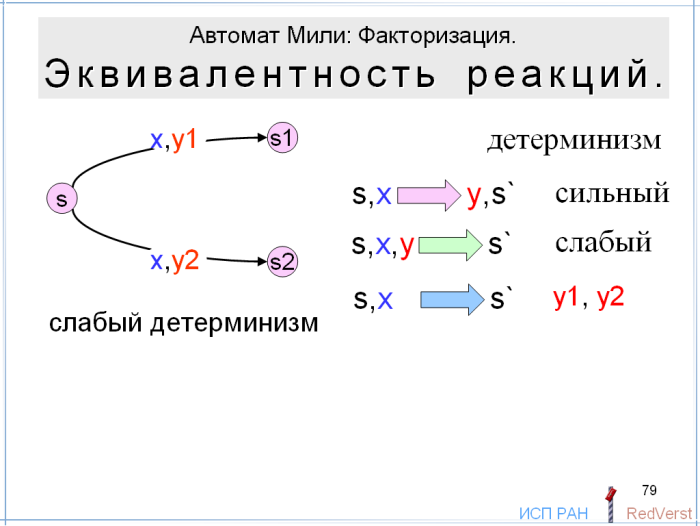 Автомат Мили: Факторизация.
Эквивалентность реакций.
x,y1
s1
s
x,y2
s2
слабый детерминизм
детерминизм
s,x y,s` сильный
s,x,y s` слабый
s,x s` y1, y2
79
ИСП РАН RedVerst